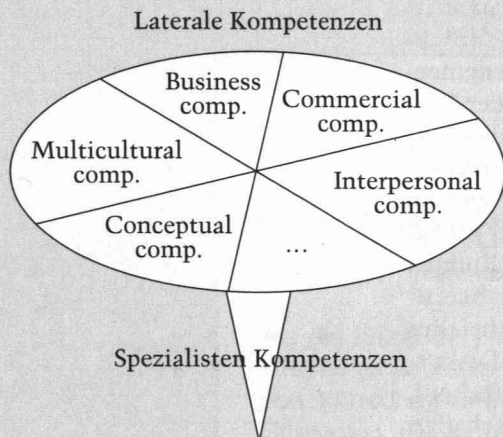 Laterale Kompetenzen
Business
comp.
Commercial
comp.
Multicultural
comp.
Interpersonal
comp.
Conceptual
comp.
...
Spezialisten Kompetenzen